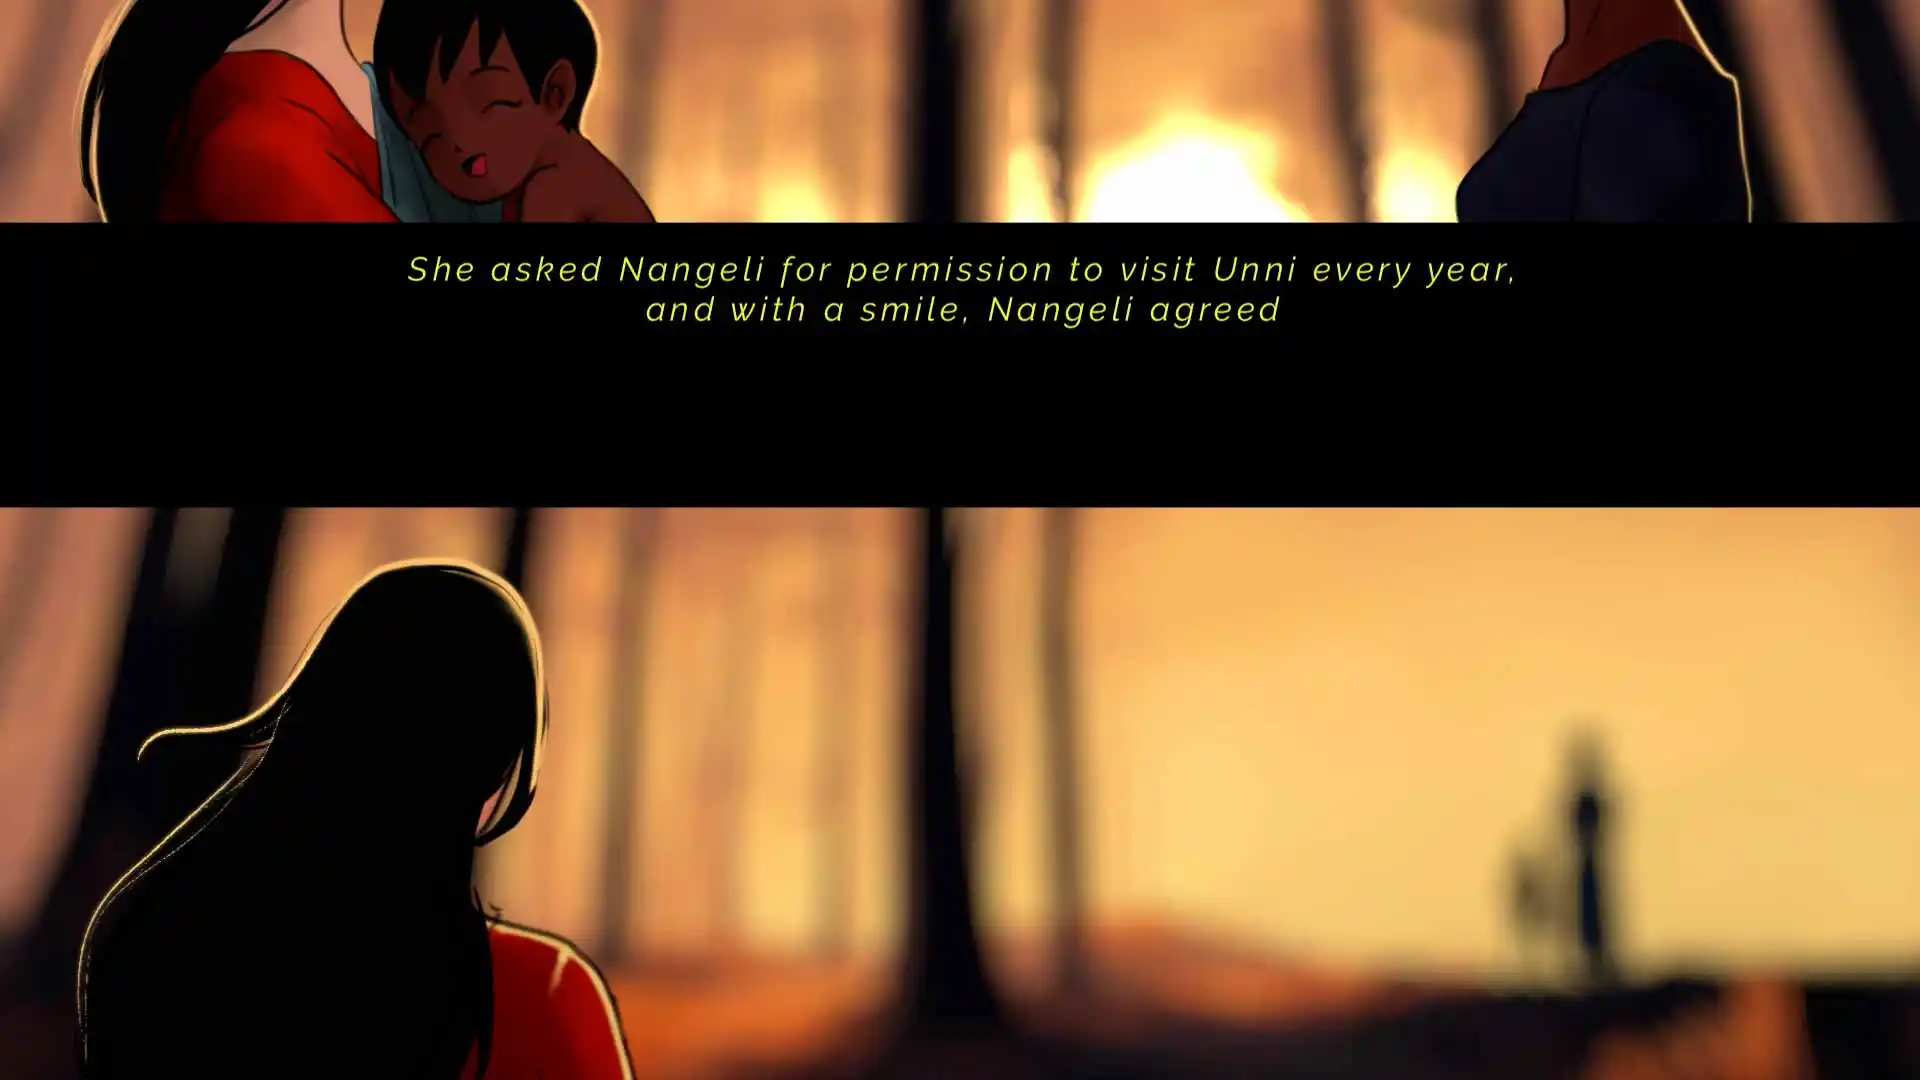 She asked Nangeli for permission to visit Unni every year,
and with a smile, Nangeli agreed